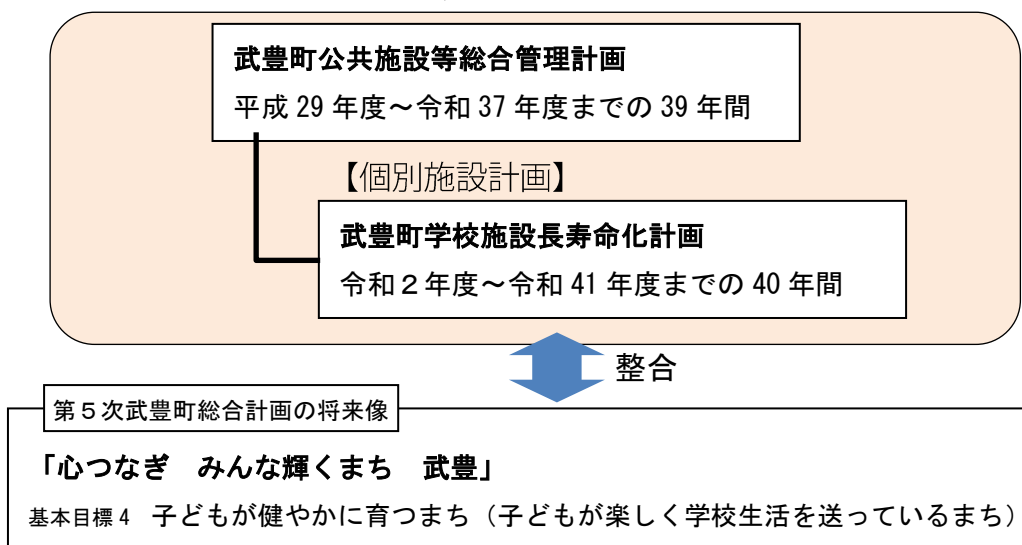 武豊町公共施設等総合管理計画
平成 29 年度～令和 37 年度までの 39 年間
【個別施設計画】
武豊町学校施設長寿命化計画
令和２年度～令和 41 年度までの 40 年間
整合
第５次武豊町総合計画の将来像
「心つなぎ　みんな輝くまち　武豊」
基本目標 4　子どもが健やかに育つまち（子どもが楽しく学校生活を送っているまち）